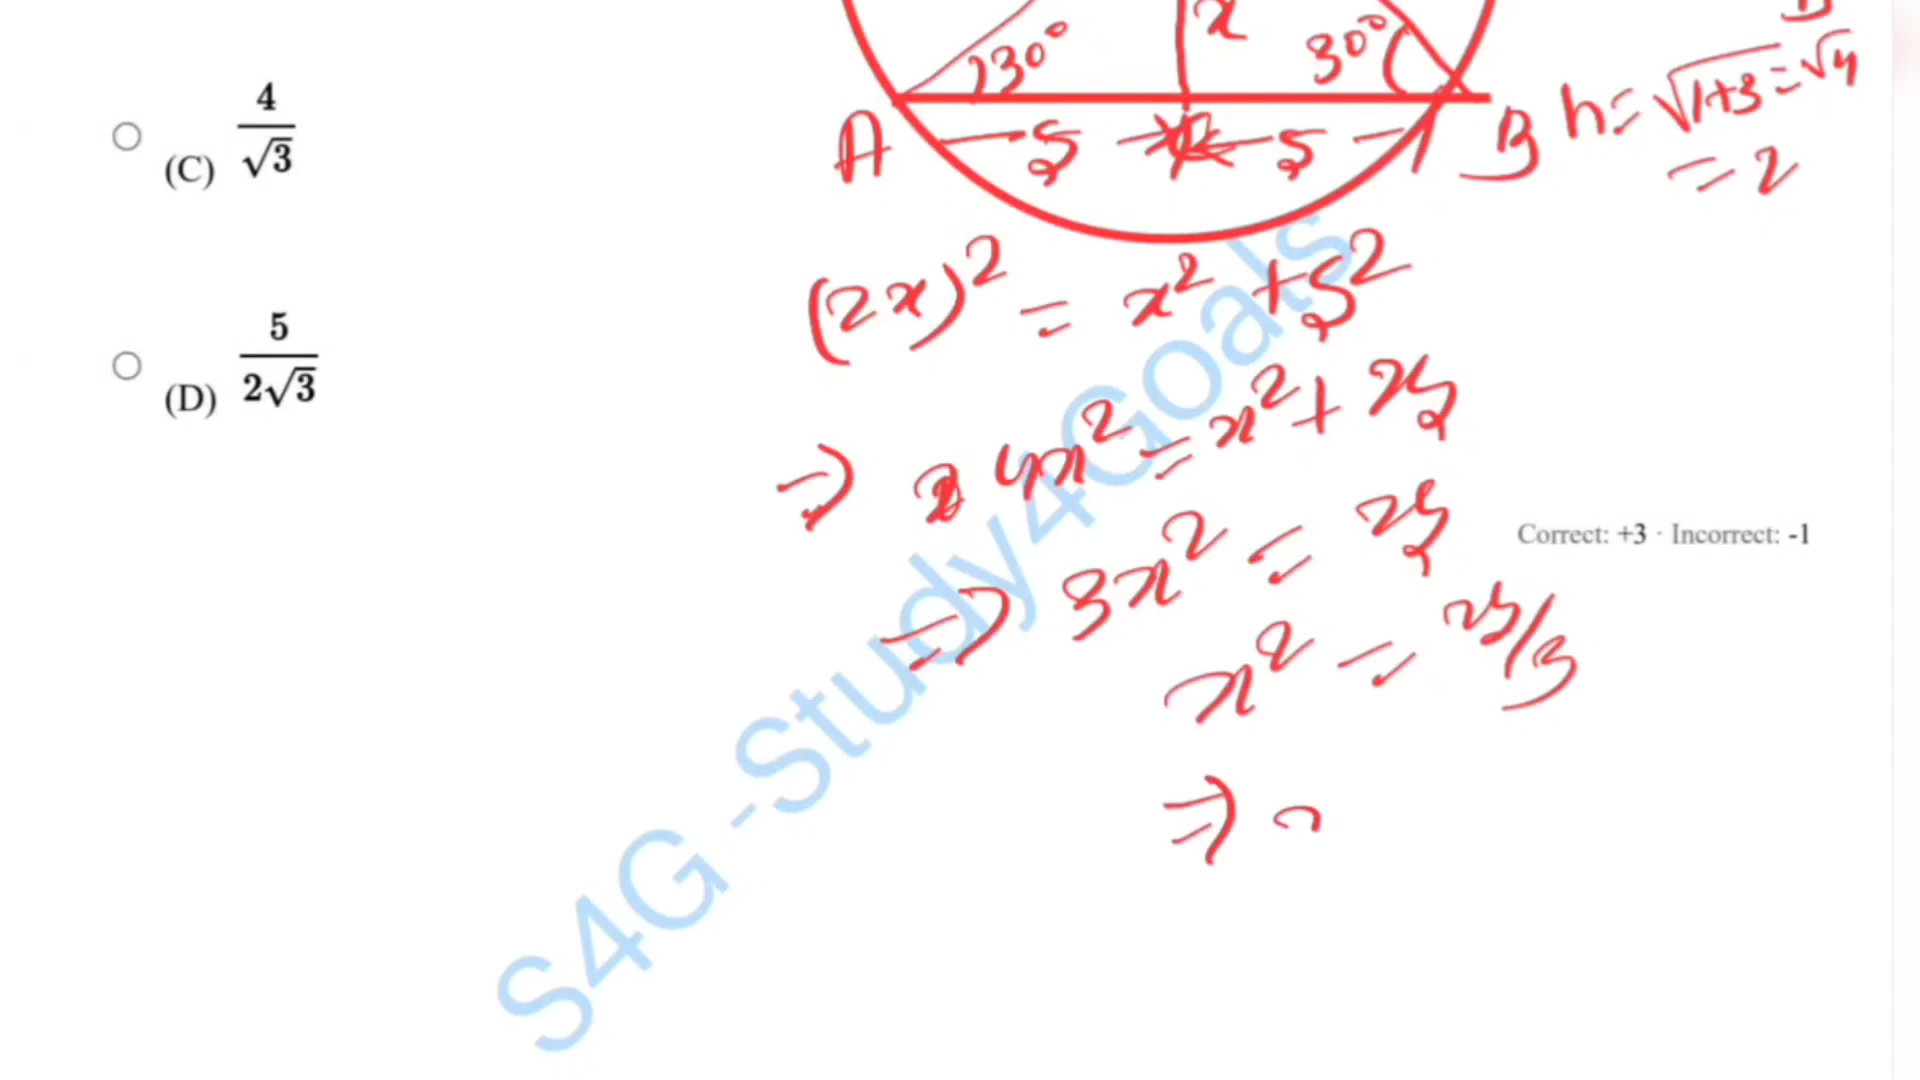 x
30° 30°
A 5 5 B
h = √1+3 = √4
= 2
(C) 4/√3
(2x)² = x² + 5²
(D) 5/2√3
⇒ 4x² = x² + 25
⇒ 3x² = 25
Correct: +3 · Incorrect: -1
x² = 25/3
⇒
S4G -Study4Goals